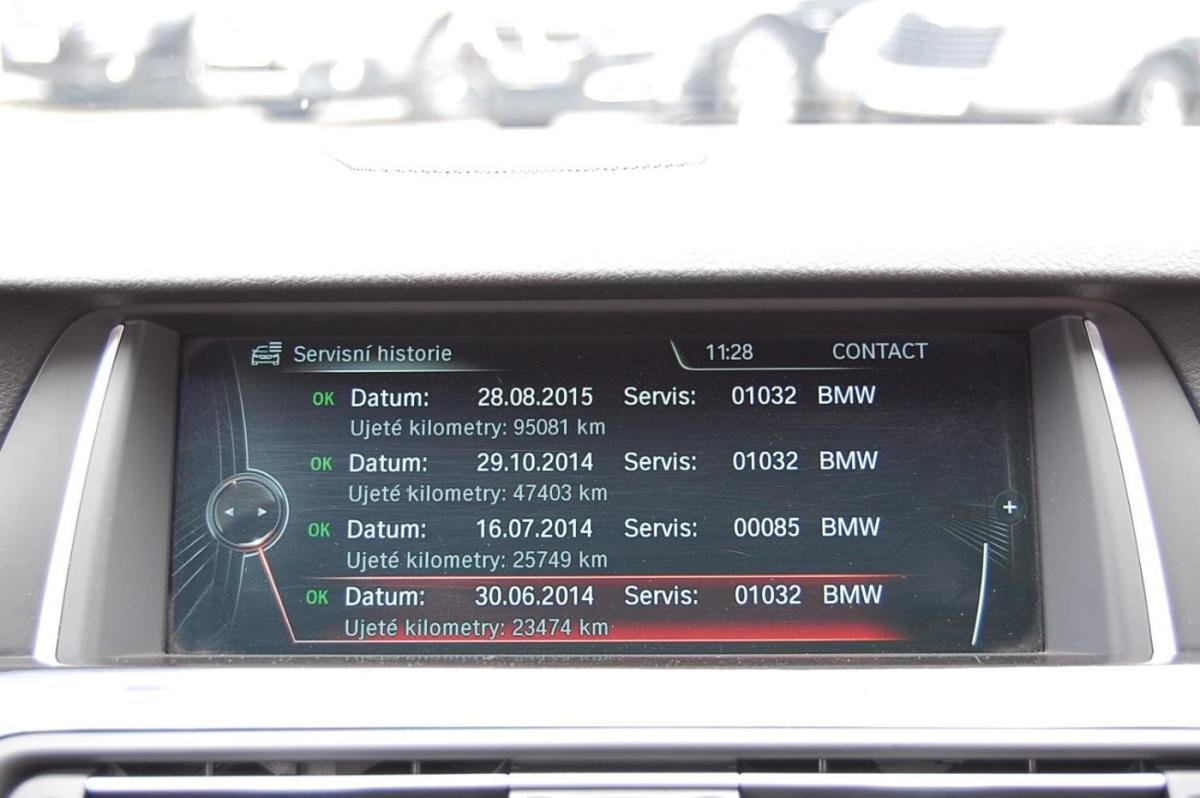 Servisní historie 11:28 CONTACT
OK Datum: 28.08.2015 Servis: 01032 BMW
Ujeté kilometry: 95081 km
OK Datum: 29.10.2014 Servis: 01032 BMW
Ujeté kilometry: 47403 km
OK Datum: 16.07.2014 Servis: 00085 BMW
Ujeté kilometry: 25749 km
OK Datum: 30.06.2014 Servis: 01032 BMW
Ujeté kilometry: 23474 km